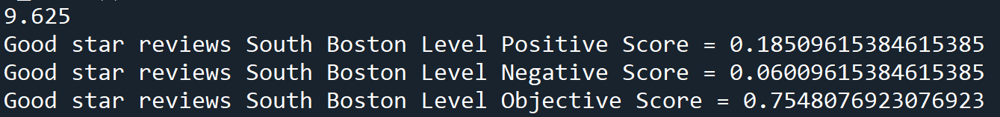 9.625
Good star reviews South Boston Level Positive Score = 0.18509615384615385
Good star reviews South Boston Level Negative Score = 0.06009615384615385
Good star reviews South Boston Level Objective Score = 0.7548076923076923